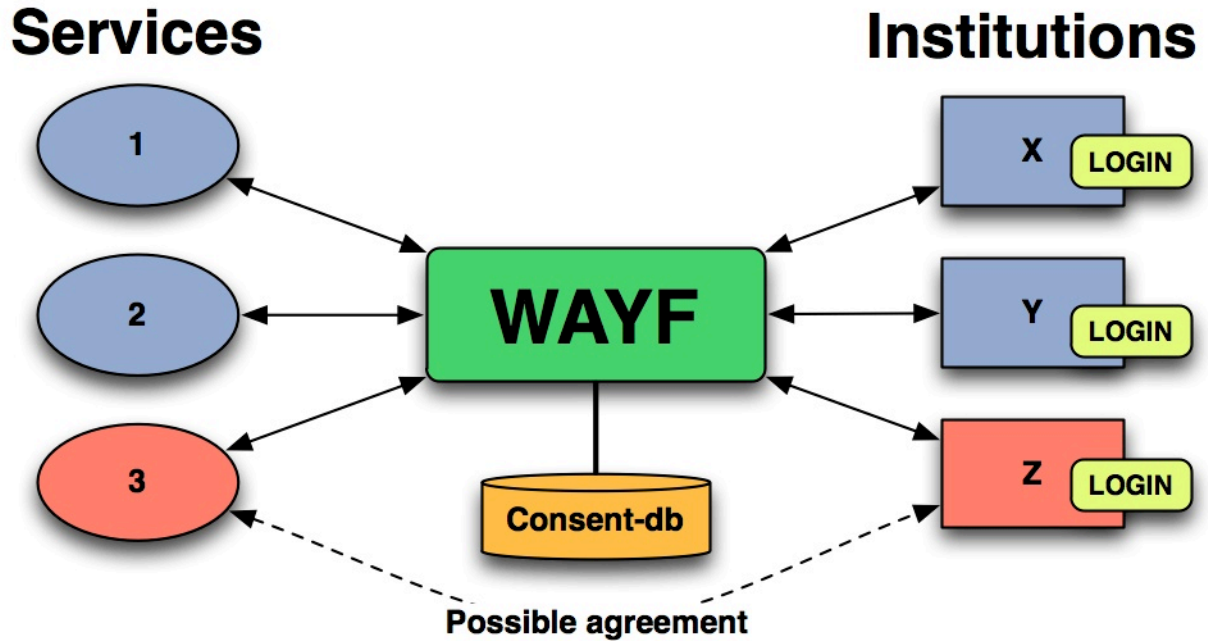 Services
Institutions
1
X
LOGIN
2
WAYF
Y
LOGIN
3
Consent-db
Z
LOGIN
Possible agreement